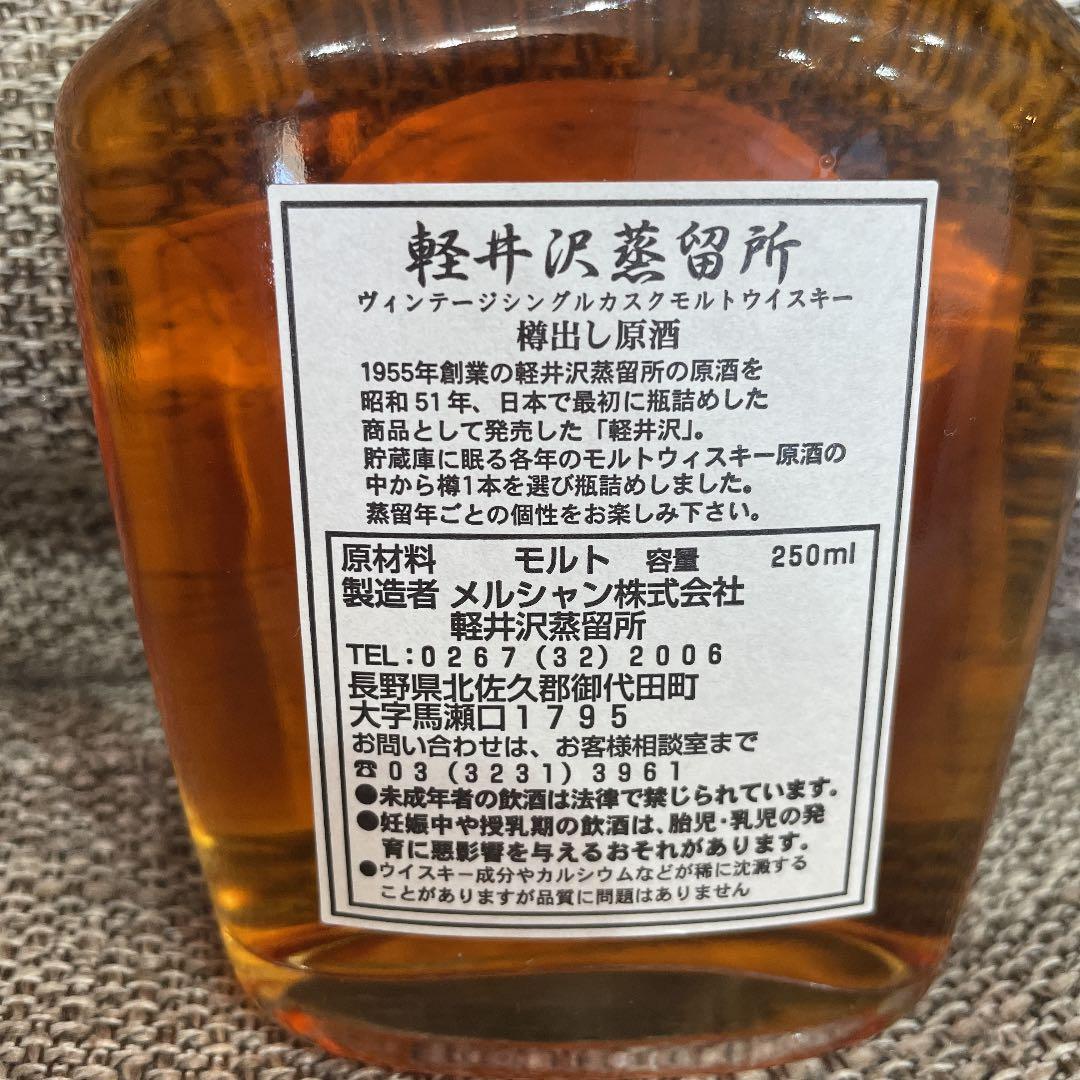 軽井沢蒸留所
ヴィンテージシングルカスクモルトウイスキー
樽出し原酒
1955年創業の軽井沢蒸留所の原酒を
昭和51年、日本で最初に瓶詰めした
商品として発売した「軽井沢」。
貯蔵庫に眠る各年のモルトウィスキー原酒の
中から樽1本を選び瓶詰めしました。
蒸留年ごとの個性をお楽しみ下さい。
原材料 モルト 容量 250ml
製造者 メルシャン株式会社
軽井沢蒸留所
TEL:0267(32)2006
長野県北佐久郡御代田町
大字馬瀬口1795
お問い合わせは、お客様相談室まで
☎03(3231)3961
●未成年者の飲酒は法律で禁じられています。
●妊娠中や授乳期の飲酒は、胎児・乳児の発
育に悪影響を与えるおそれがあります。
●ウイスキー成分やカルシウムなどが稀に沈澱する
ことがありますが品質に問題はありません